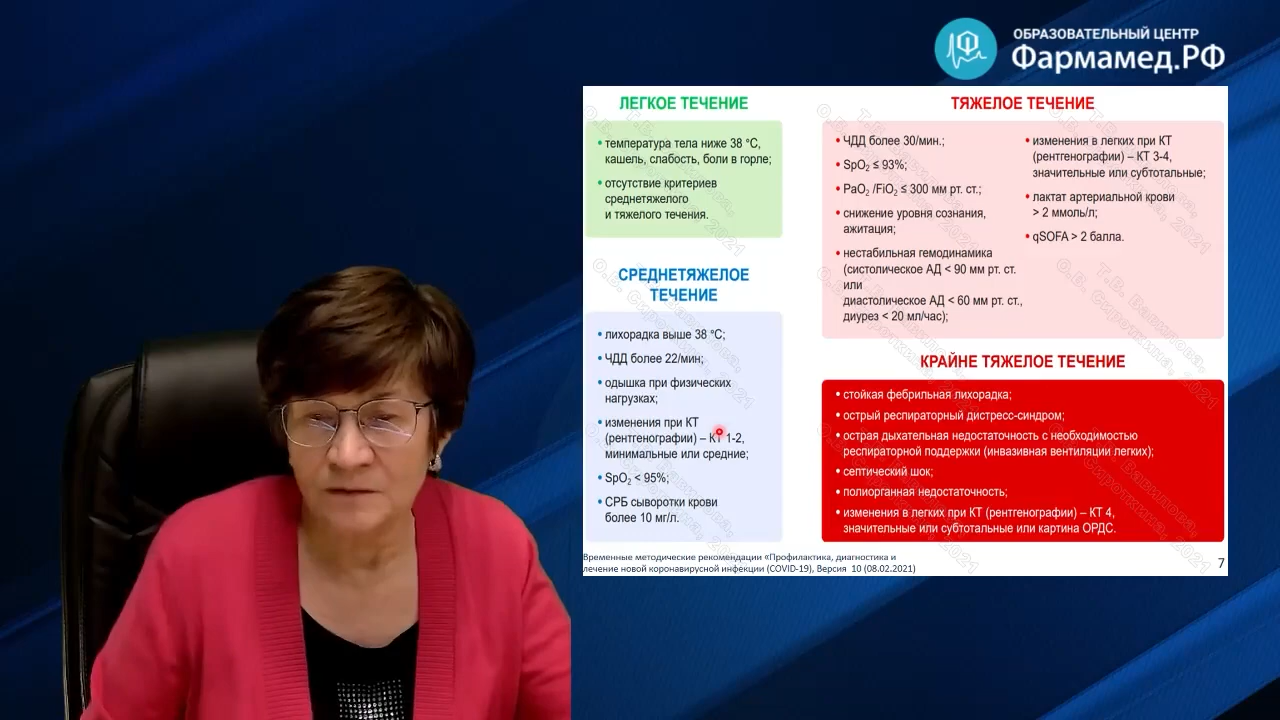 ОБРАЗОВАТЕЛЬНЫЙ ЦЕНТР
Фармамед.РФ
ЛЕГКОЕ ТЕЧЕНИЕ
• температура тела ниже 38 °С,
кашель, слабость, боли в горле;
• отсутствие критериев
среднетяжелого
и тяжелого течения.
СРЕДНЕТЯЖЕЛОЕ
ТЕЧЕНИЕ
• лихорадка выше 38 °С;
• ЧДД более 22/мин;
• одышка при физических
нагрузках;
• изменения при КТ
(рентгенографии) – КТ 1-2,
минимальные или средние;
• SpO₂ < 95%;
• СРБ сыворотки крови
более 10 мг/л.
ТЯЖЕЛОЕ ТЕЧЕНИЕ
• ЧДД более 30/мин.;
• SpO₂ ≤ 93%;
• PaO₂ /FiO₂ ≤ 300 мм рт. ст.;
• снижение уровня сознания,
ажитация;
• нестабильная гемодинамика
(систолическое АД < 90 мм рт. ст.
или
диастолическое АД < 60 мм рт. ст.,
диурез < 20 мл/час);
• изменения в легких при КТ
(рентгенографии) – КТ 3-4,
значительные или субтотальные;
• лактат артериальной крови
> 2 ммоль/л;
• qSOFA > 2 балла.
КРАЙНЕ ТЯЖЕЛОЕ ТЕЧЕНИЕ
• стойкая фебрильная лихорадка;
• острый респираторный дистресс-синдром;
• острая дыхательная недостаточность с необходимостью
респираторной поддержки (инвазивная вентиляции легких);
• септический шок;
• полиорганная недостаточность;
• изменения в легких при КТ (рентгенографии) – КТ 4,
значительные или субтотальные или картина ОРДС.
Временные методические рекомендации «Профилактика, диагностика и
лечение новой коронавирусной инфекции (COVID-19), Версия 10 (08.02.2021)
7